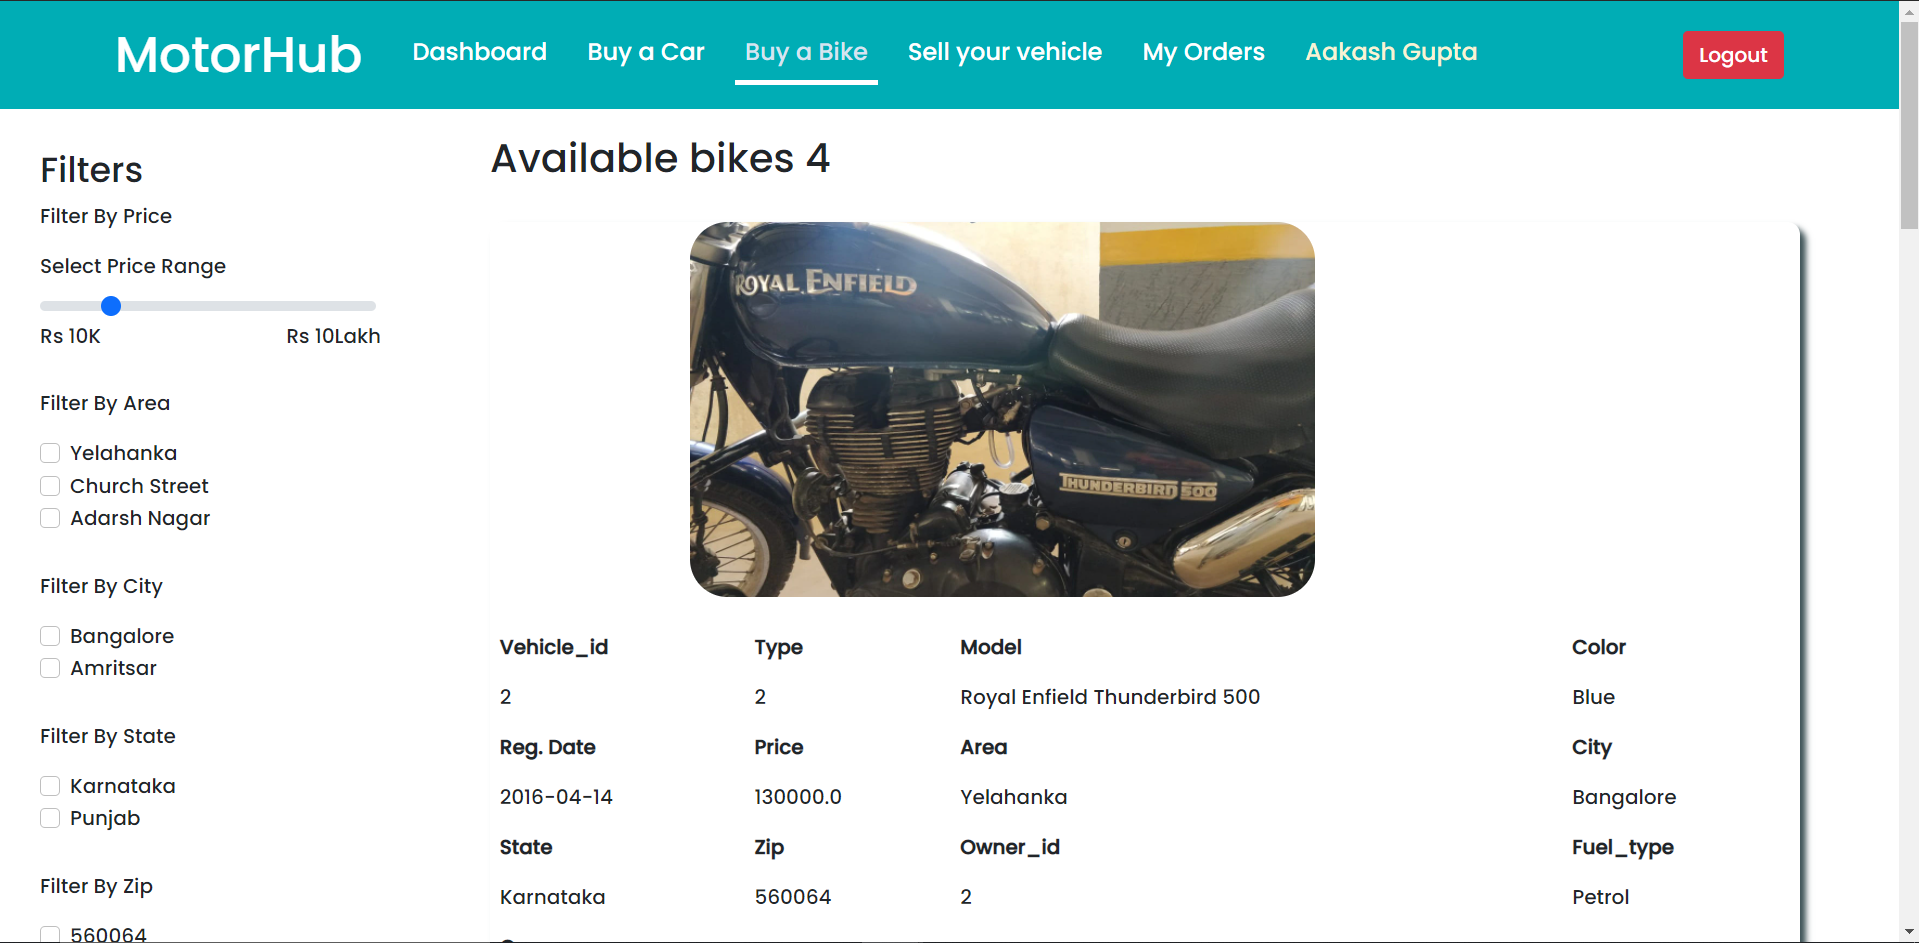 MotorHub Dashboard Buy a Car Buy a Bike Sell your vehicle My Orders Aakash Gupta Logout
Filters
Filter By Price
Select Price Range
Rs 10K Rs 10Lakh
Filter By Area
Yelahanka
Church Street
Adarsh Nagar
Filter By City
Bangalore
Amritsar
Filter By State
Karnataka
Punjab
Filter By Zip
560064
Available bikes 4
ROYAL ENFIELD
THUNDERBIRD 500
Vehicle_id Type Model Color
2 2 Royal Enfield Thunderbird 500 Blue
Reg. Date Price Area City
2016-04-14 130000.0 Yelahanka Bangalore
State Zip Owner_id Fuel_type
Karnataka 560064 2 Petrol